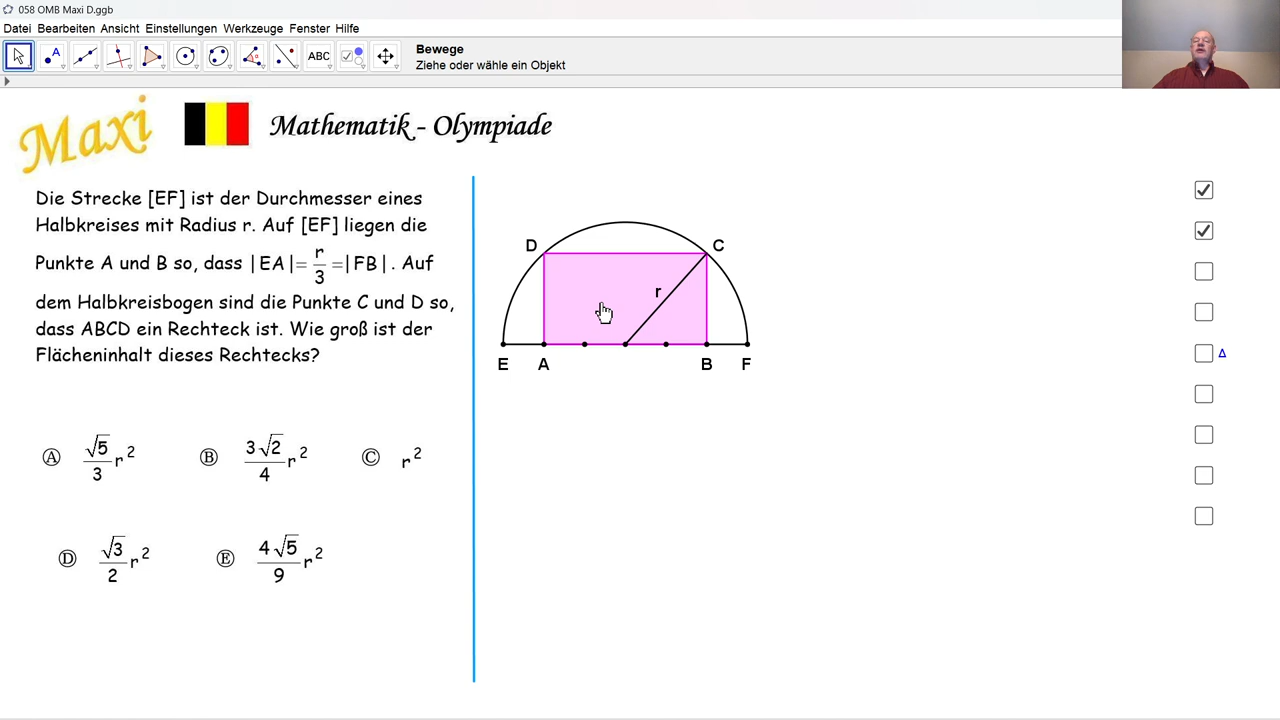 058 OMB Maxi D.ggb
Datei Bearbeiten Ansicht Einstellungen Werkzeuge Fenster Hilfe
A
ABC
Bewege
Ziehe oder wähle ein Objekt
Maxi
Mathematik - Olympiade
Die Strecke [EF] ist der Durchmesser eines
Halbkreises mit Radius r. Auf [EF] liegen die
Punkte A und B so, dass |EA|= r/3 =|FB|. Auf
dem Halbkreisbogen sind die Punkte C und D so,
dass ABCD ein Rechteck ist. Wie groß ist der
Flächeninhalt dieses Rechtecks?
Ⓐ √5/3 r² Ⓑ 3√2/4 r² Ⓒ r²
Ⓓ √3/2 r² Ⓔ 4√5/9 r²
D C
r
E A B F
Δ